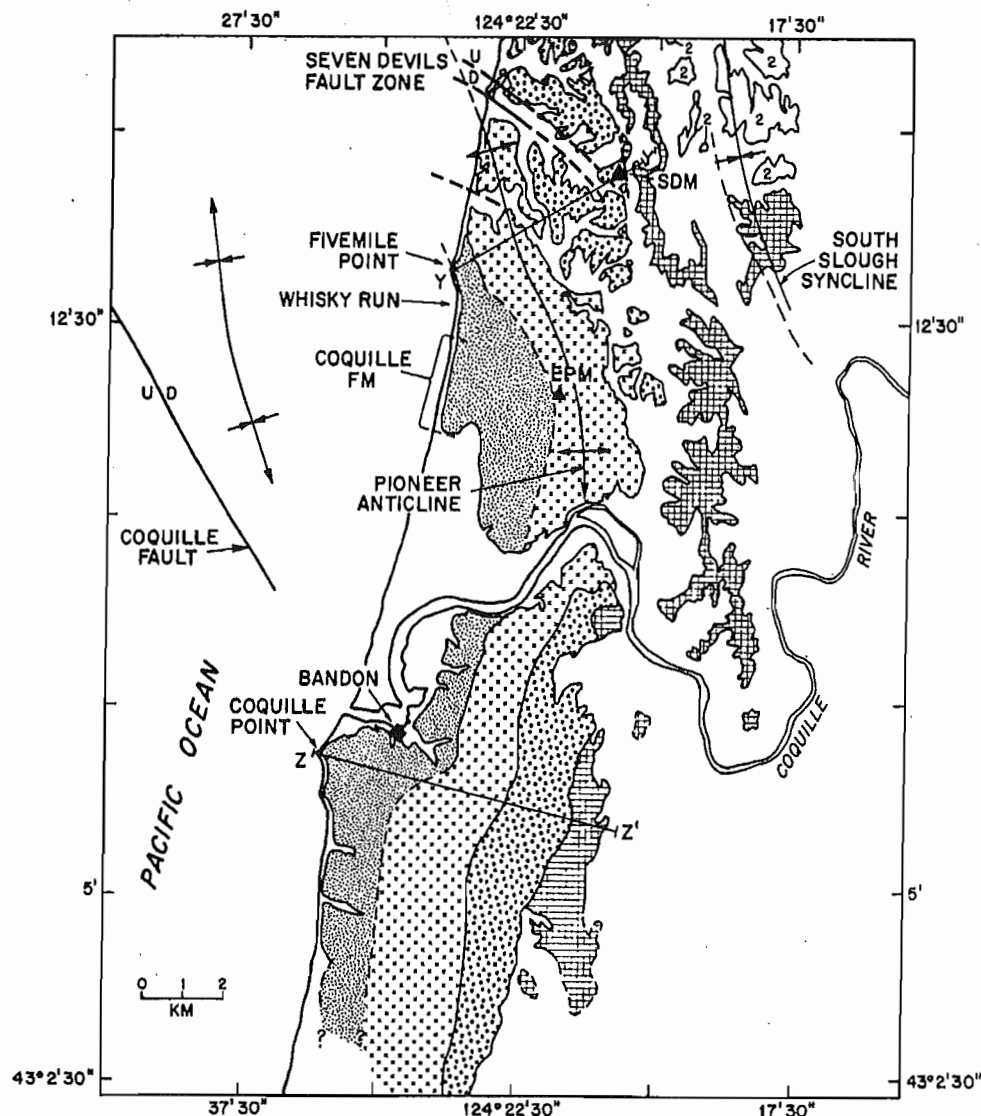 27'30" 124°22'30" 17'30"
SEVEN DEVILS
FAULT ZONE
U
D
2
2
2
2
2
SDM
FIVEMILE
POINT
Y
SOUTH
SLOUGH
SYNCLINE
WHISKY RUN
12'30" 12'30"
COQUILLE
FM
U D
EPM
PIONEER
ANTICLINE
COQUILLE
FAULT
RIVER
COQUILLE
BANDON
COQUILLE
POINT
Z
Z'
PACIFIC OCEAN
5' 5'
0 1 2
KM
? ?
43°2'30" 43°2'30"
37'30" 124°22'30" 17'30"